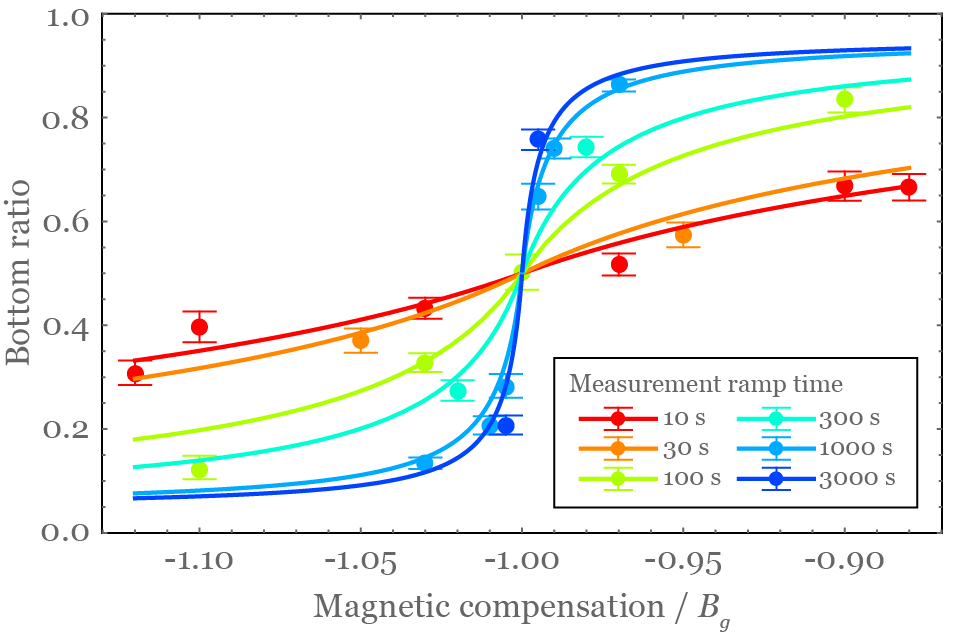 1.0
0.8
0.6
0.4
0.2
0.0
Bottom ratio
Measurement ramp time
10 s 300 s
30 s 1000 s
100 s 3000 s
-1.10 -1.05 -1.00 -0.95 -0.90
Magnetic compensation / Bg